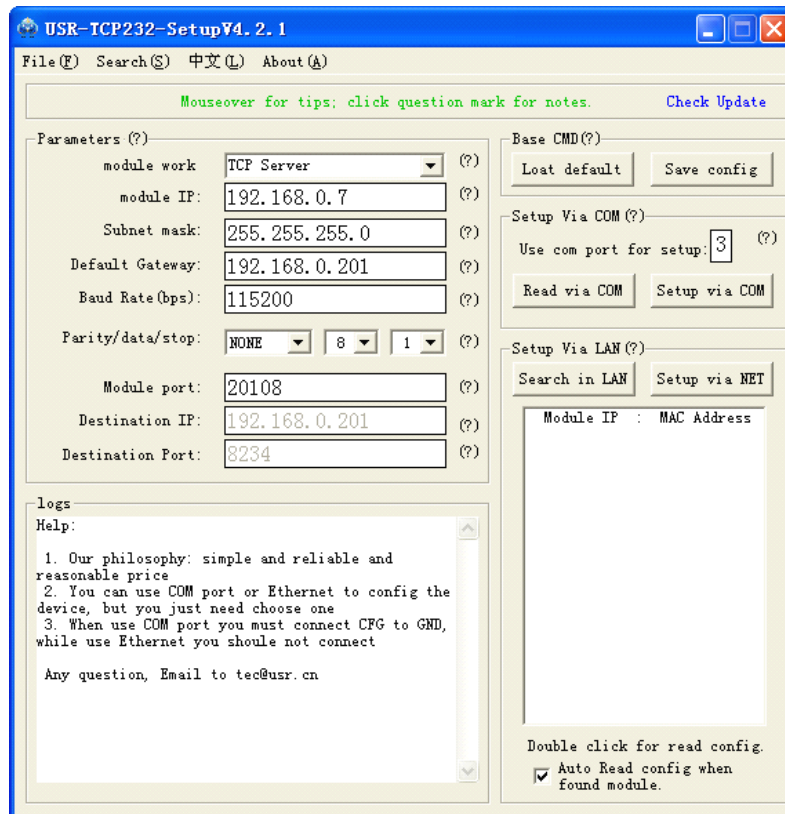 USR-TCP232-SetupV4.2.1
File(F) Search(S) 中文(L) About(A)
Mouseover for tips; click question mark for notes. Check Update
Parameters (?)
module work TCP Server (?)
module IP: 192.168.0.7 (?)
Subnet mask: 255.255.255.0 (?)
Default Gateway: 192.168.0.201 (?)
Baud Rate(bps): 115200 (?)
Parity/data/stop: NONE 8 1 (?)
Module port: 20108 (?)
Destination IP: 192.168.0.201 (?)
Destination Port: 8234 (?)
logs
Help:
1. Our philosophy: simple and reliable and
reasonable price
2. You can use COM port or Ethernet to config the
device, but you just need choose one
3. When use COM port you must connect CFG to GND,
while use Ethernet you shoule not connect
Any question, Email to tec@usr.cn
Base CMD(?)
Loat default Save config
Setup Via COM(?)
Use com port for setup: 3 (?)
Read via COM Setup via COM
Setup Via LAN(?)
Search in LAN Setup via NET
Module IP : MAC Address
Double click for read config.
Auto Read config when
found module.